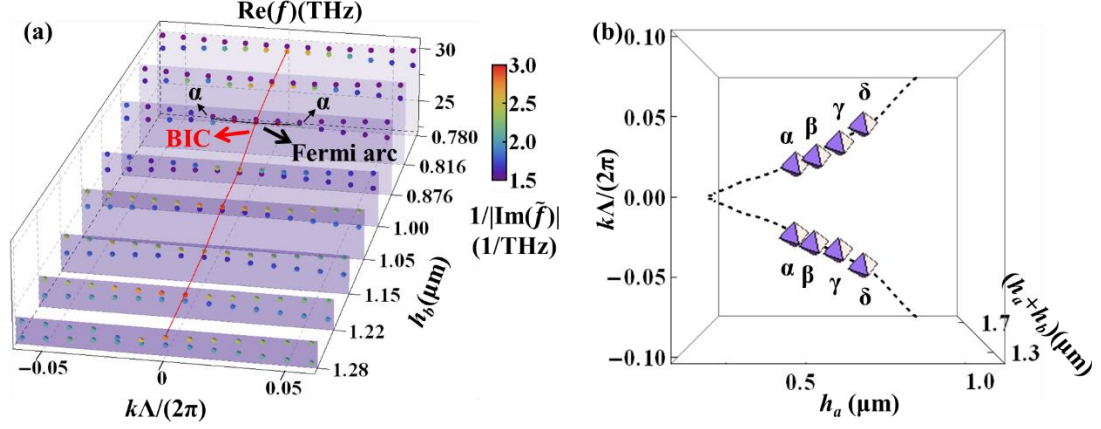 (a)
Re(f)(THz)
30
25
0.780
0.816
0.876
1.00
1.05
1.15
1.22
1.28
h_b(μm)
α
α
BIC
Fermi arc
3.0
2.5
2.0
1.5
1/|Im(f̃)|
(1/THz)
−0.05
0
0.05
kΛ/(2π)
(b)
0.10
0.05
0.00
−0.05
−0.10
kΛ/(2π)
α β γ δ
α β γ δ
0.5
1.0
h_a (μm)
1.7
1.3
(h_a+h_b)(μm)